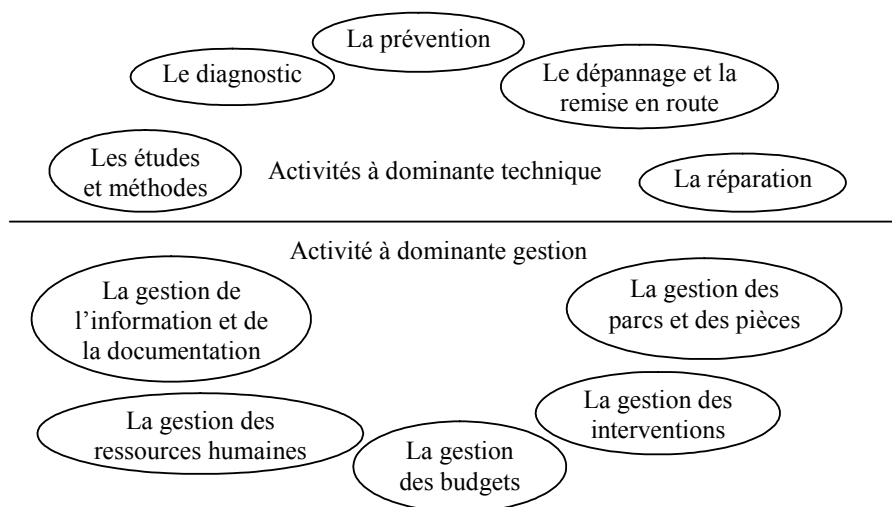 La prévention
Le diagnostic
Le dépannage et la
remise en route
Les études
et méthodes
Activités à dominante technique
La réparation
Activité à dominante gestion
La gestion de
l’information et de
la documentation
La gestion des
parcs et des pièces
La gestion des
ressources humaines
La gestion
des budgets
La gestion des
interventions